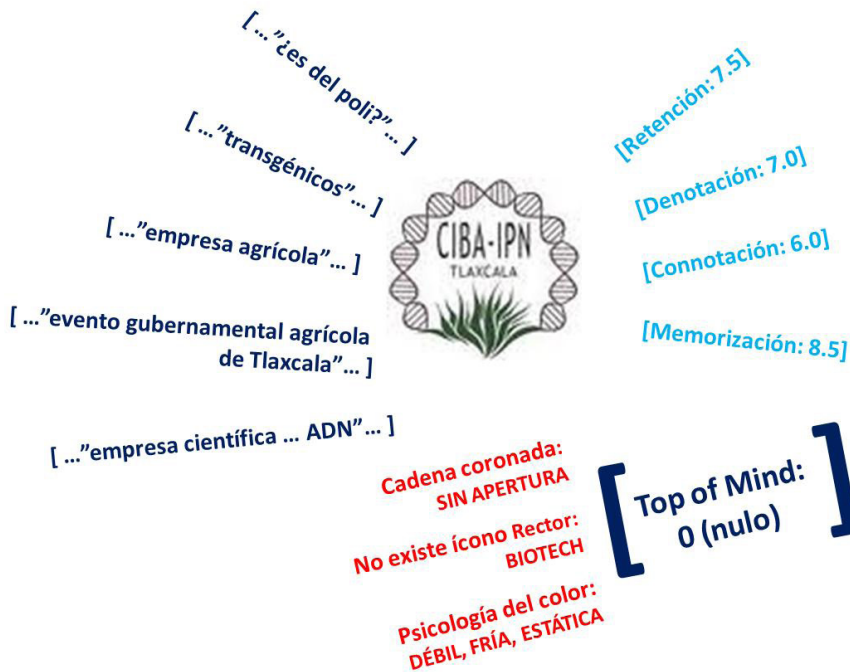 [ ..."¿es del poli?"... ]
[ ..."transgénicos"... ]
[ ..."empresa agrícola"... ]
[ ..."evento gubernamental agrícola
de Tlaxcala"... ]
[ ..."empresa científica ... ADN"... ]
CIBA-IPN
TLAXCALA
[Retención: 7.5]
[Denotación: 7.0]
[Connotación: 6.0]
[Memorización: 8.5]
Cadena coronada:
SIN APERTURA
No existe ícono Rector:
BIOTECH
Psicología del color:
DÉBIL, FRÍA, ESTÁTICA
[ Top of Mind:
0 (nulo) ]